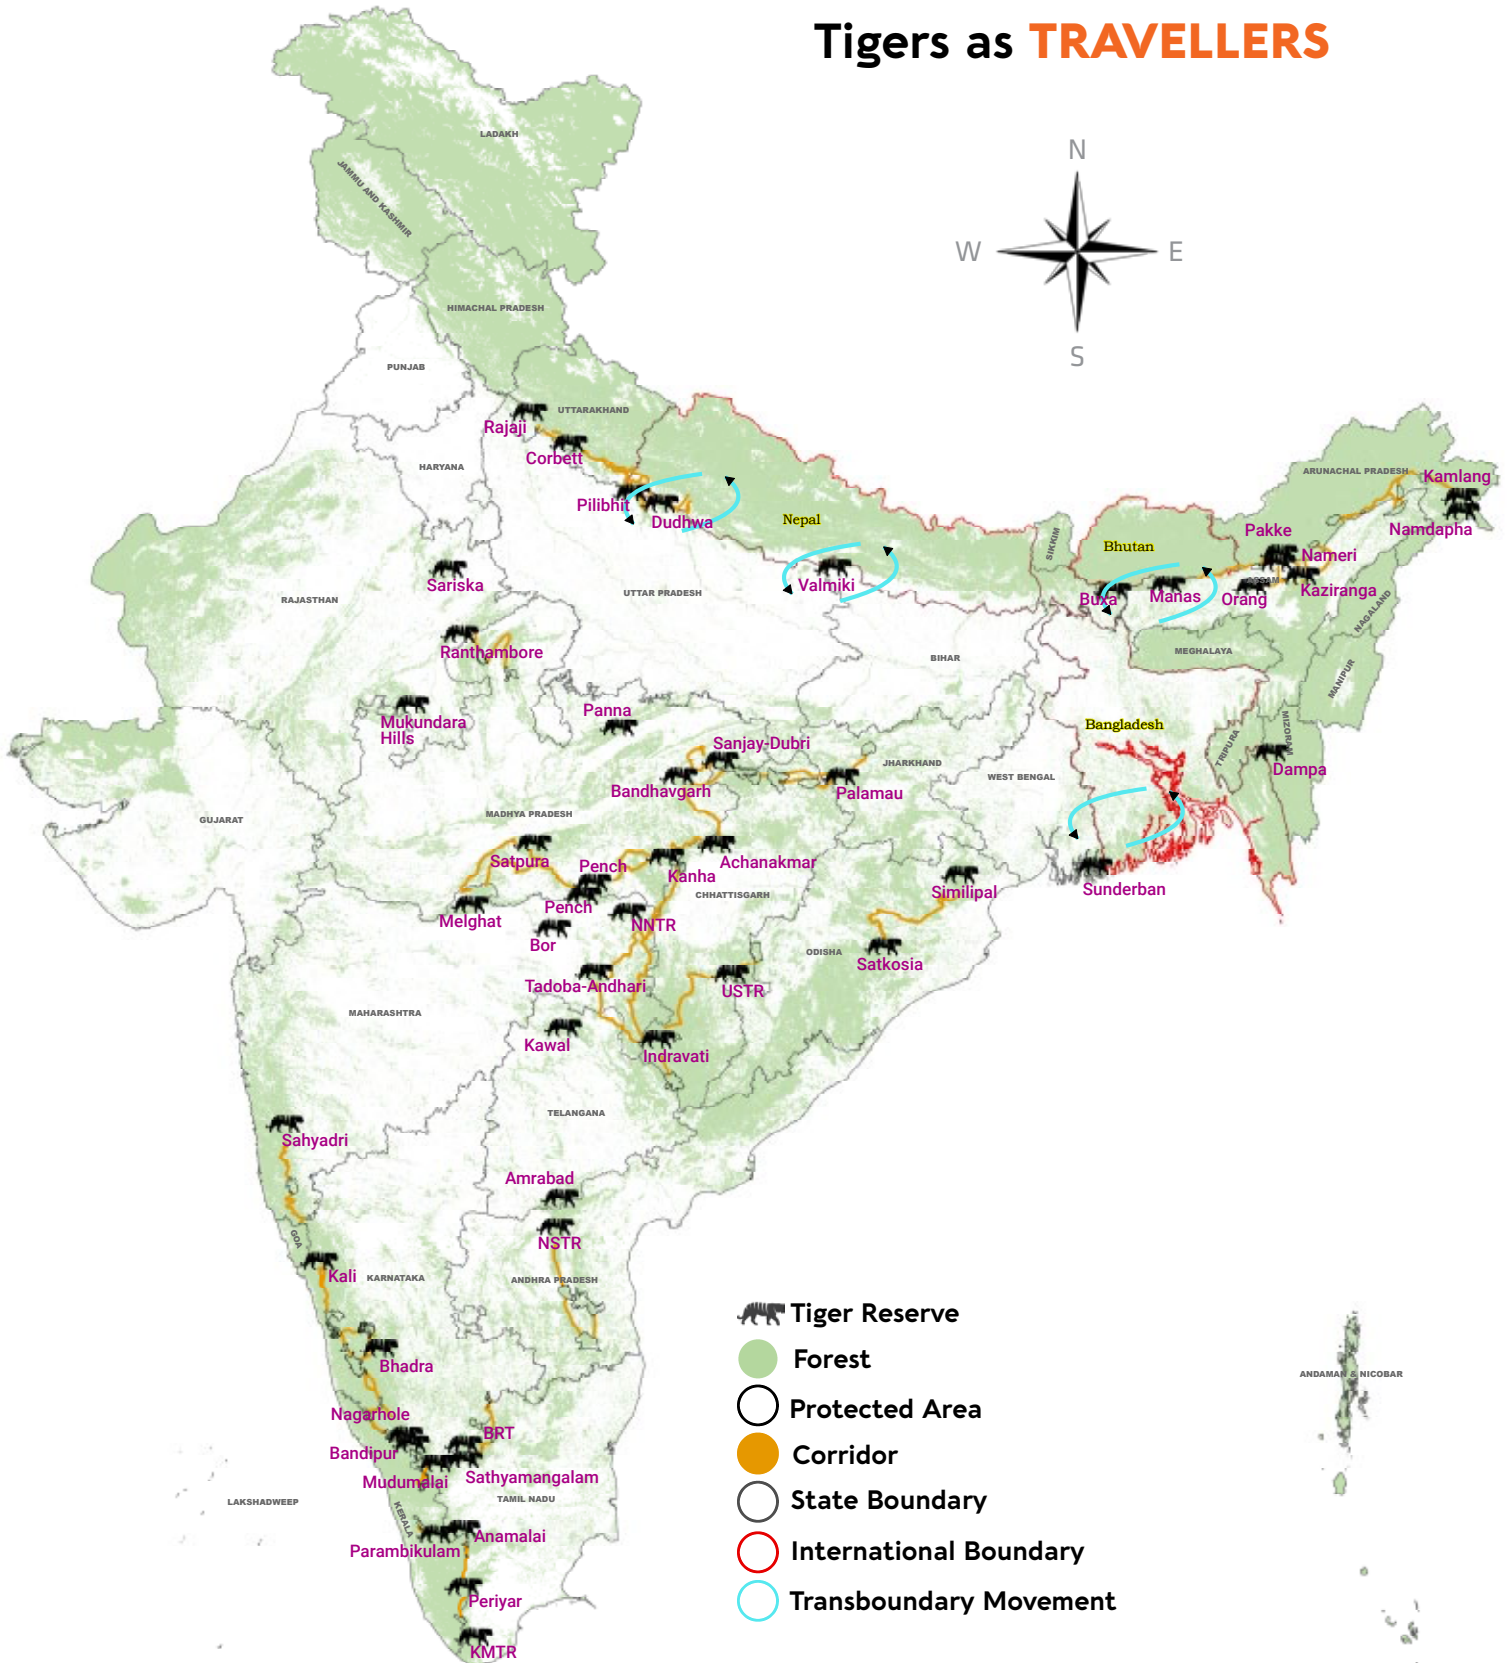 Tigers as TRAVELLERS
N
W
E
S
LADAKH
JAMMU AND KASHMIR
HIMACHAL PRADESH
PUNJAB
UTTARAKHAND
Rajaji
Corbett
HARYANA
Pilibhit
Dudhwa
Nepal
SIKKIM
Bhutan
ARUNACHAL PRADESH
Kamlang
Namdapha
Pakke
Nameri
ASSAM
Kaziranga
Orang
Manas
Buxa
NAGALAND
Sariska
RAJASTHAN
UTTAR PRADESH
Valmiki
Ranthambore
BIHAR
MEGHALAYA
MANIPUR
Mukundara
Hills
Panna
Bangladesh
TRIPURA
MIZORAM
Dampa
Sanjay-Dubri
Bandhavgarh
JHARKHAND
Palamau
WEST BENGAL
GUJARAT
MADHYA PRADESH
Satpura
Pench
Kanha
Achanakmar
CHHATTISGARH
Similipal
Sunderban
Melghat
Pench
NNTR
Bor
ODISHA
Satkosia
Tadoba-Andhari
USTR
MAHARASHTRA
Kawal
Indravati
TELANGANA
Sahyadri
Amrabad
NSTR
GOA
Kali
KARNATAKA
ANDHRA PRADESH
Bhadra
Nagarhole
BRT
Bandipur
Mudumalai
Sathyamangalam
TAMIL NADU
LAKSHADWEEP
KERALA
Anamalai
Parambikulam
Periyar
KMTR
ANDAMAN & NICOBAR
Tiger Reserve
Forest
Protected Area
Corridor
State Boundary
International Boundary
Transboundary Movement